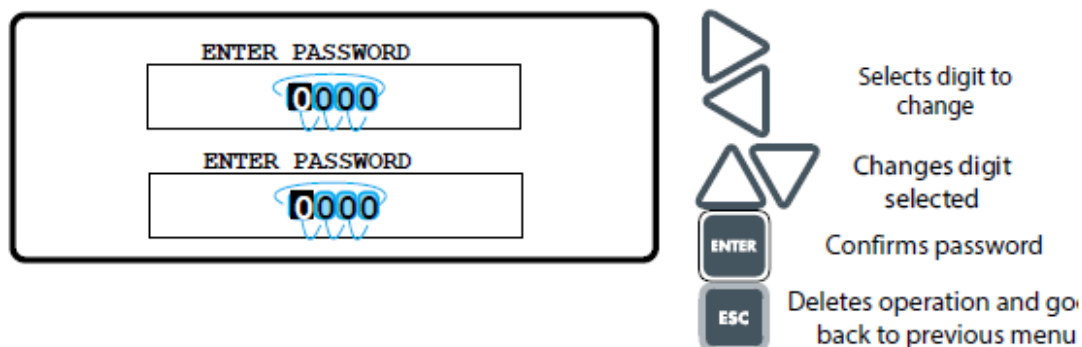 ENTER PASSWORD
0000
ENTER PASSWORD
0000
Selects digit to
change
Changes digit
selected
ENTER
Confirms password
ESC
Deletes operation and
back to previous menu